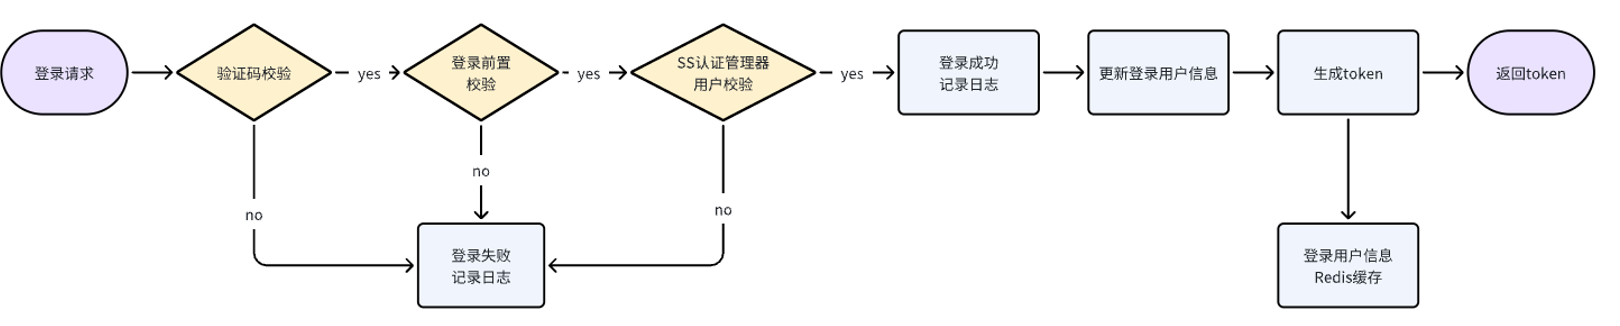 登录请求
验证码校验
yes
登录前置
校验
yes
SS认证管理器
用户校验
yes
登录成功
记录日志
更新登录用户信息
生成token
返回token
no
no
no
登录失败
记录日志
登录用户信息
Redis缓存